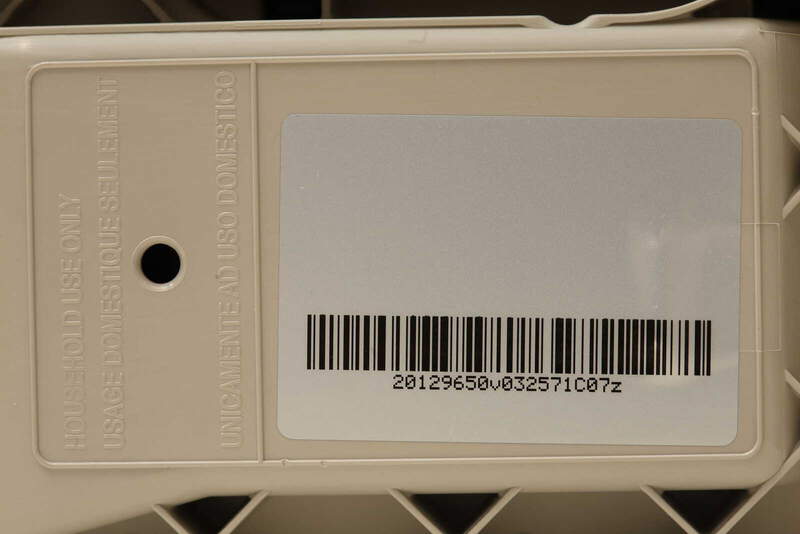 HOUSEHOLD USE ONLY
USAGE DOMESTIQUE SEULEMENT
UNICAMENTE AD USO DOMESTICO
20129650v032571C07z